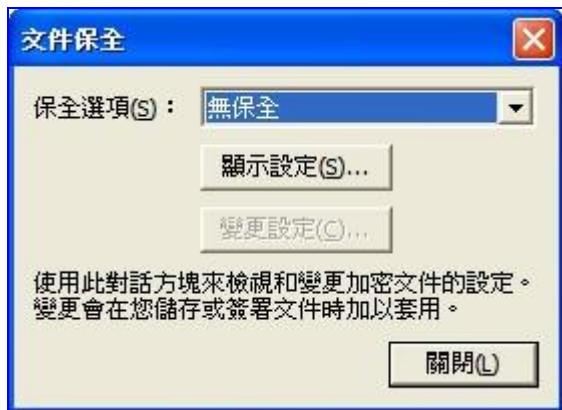 文件保全
保全選項(S)： 無保全
顯示設定(S)...
變更設定(C)...
使用此對話方塊來檢視和變更加密文件的設定。
變更會在您儲存或簽署文件時加以套用。
關閉(L)